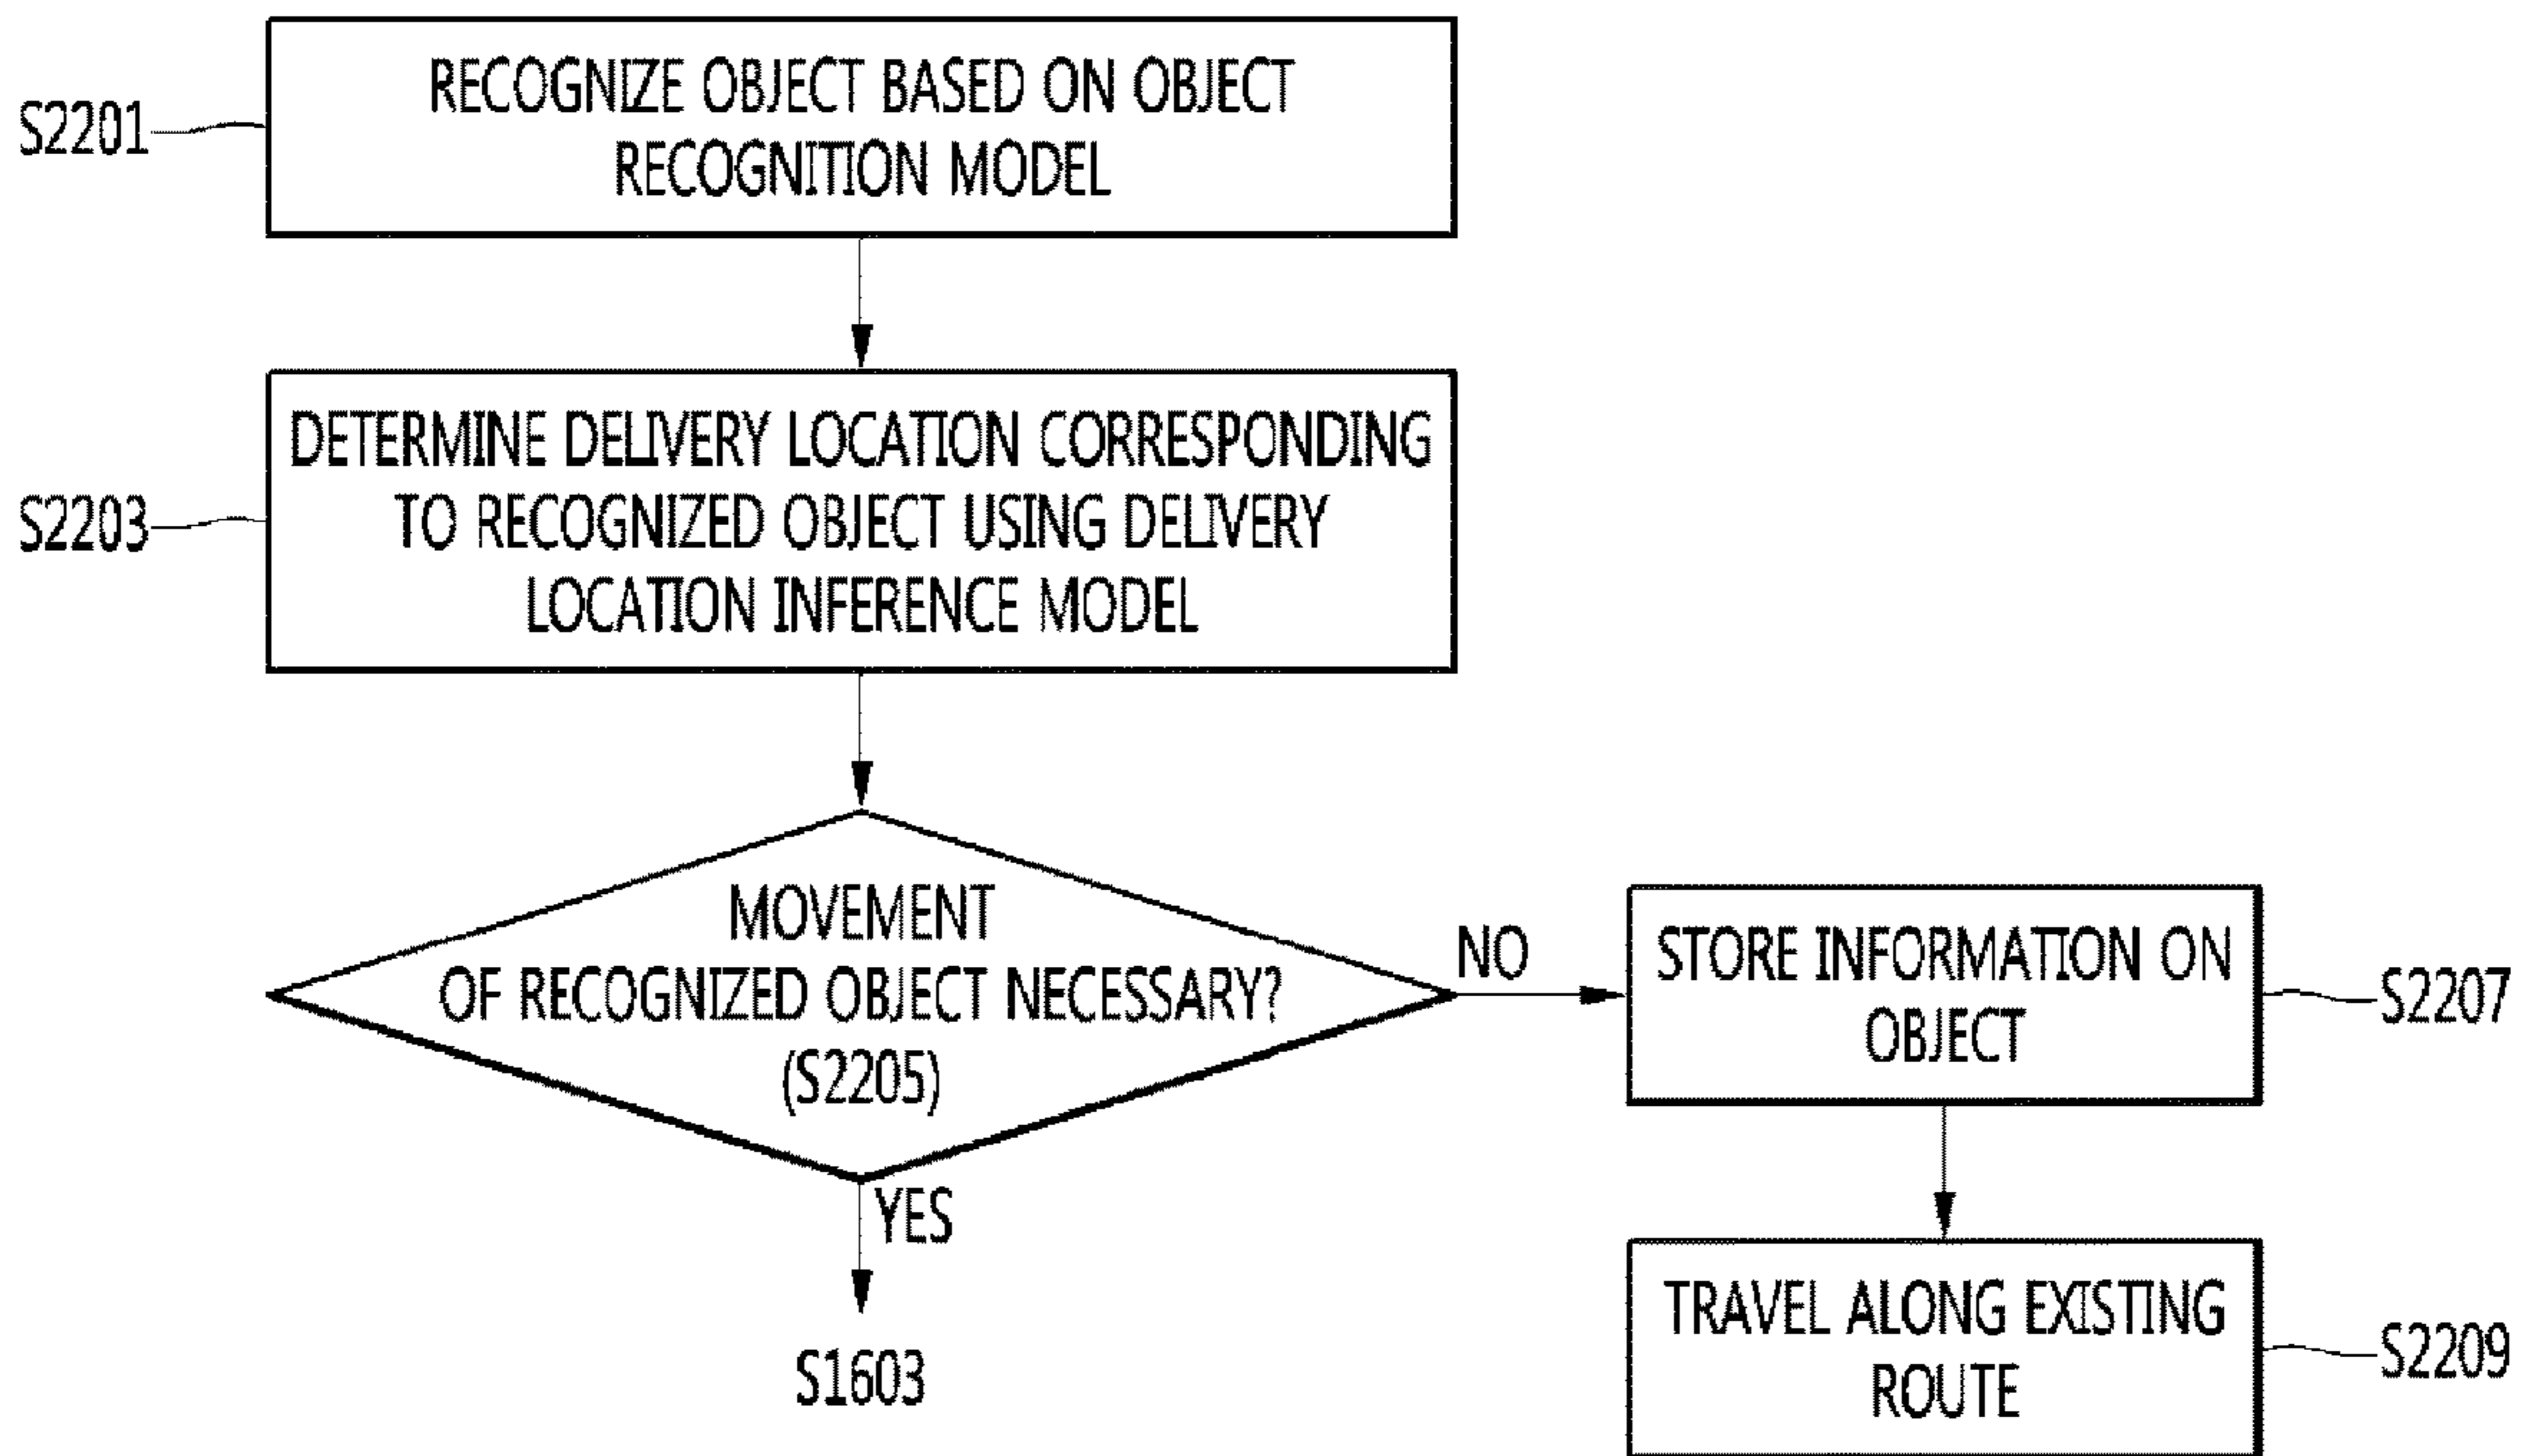 S2201
RECOGNIZE OBJECT BASED ON OBJECT
RECOGNITION MODEL
S2203
DETERMINE DELIVERY LOCATION CORRESPONDING
TO RECOGNIZED OBJECT USING DELIVERY
LOCATION INFERENCE MODEL
MOVEMENT
OF RECOGNIZED OBJECT NECESSARY?
(S2205)
NO
STORE INFORMATION ON
OBJECT
S2207
YES
S1603
TRAVEL ALONG EXISTING
ROUTE
S2209